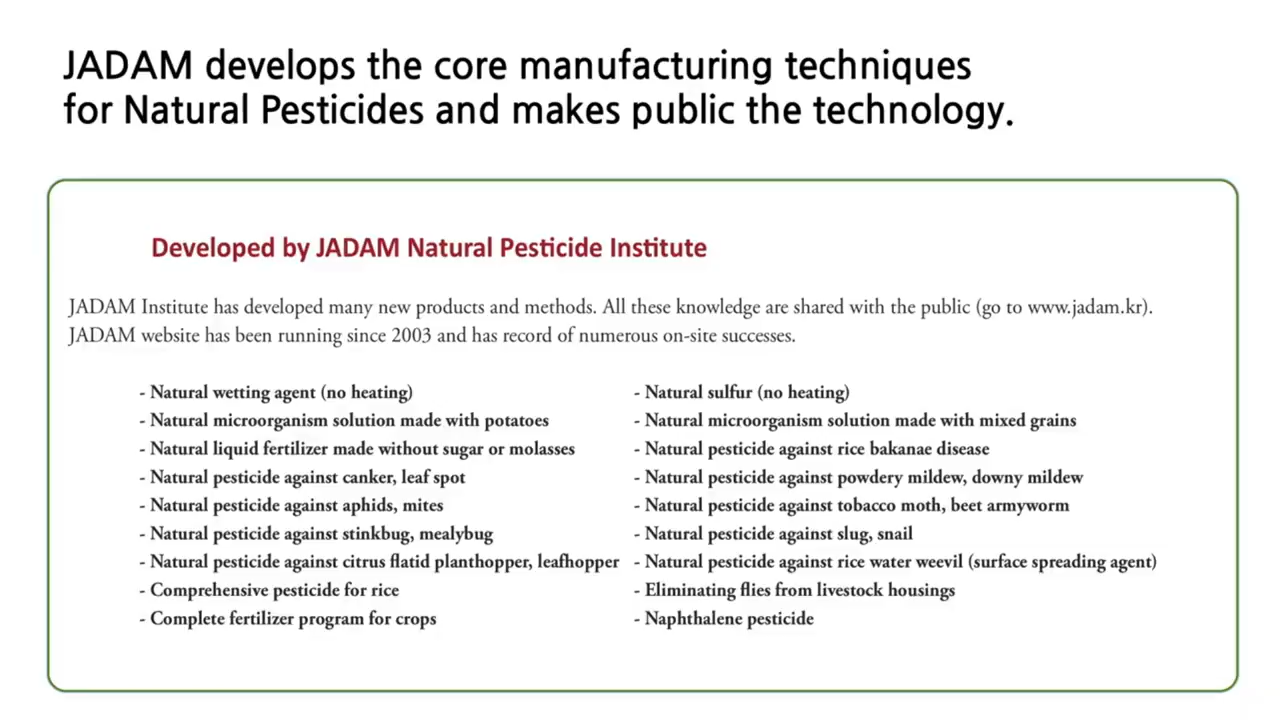 JADAM develops the core manufacturing techniques
for Natural Pesticides and makes public the technology.
Developed by JADAM Natural Pesticide Institute
JADAM Institute has developed many new products and methods. All these knowledge are shared with the public (go to www.jadam.kr).
JADAM website has been running since 2003 and has record of numerous on-site successes.
- Natural wetting agent (no heating)
- Natural microorganism solution made with potatoes
- Natural liquid fertilizer made without sugar or molasses
- Natural pesticide against canker, leaf spot
- Natural pesticide against aphids, mites
- Natural pesticide against stinkbug, mealybug
- Natural pesticide against citrus flatid planthopper, leafhopper
- Comprehensive pesticide for rice
- Complete fertilizer program for crops
- Natural sulfur (no heating)
- Natural microorganism solution made with mixed grains
- Natural pesticide against rice bakanae disease
- Natural pesticide against powdery mildew, downy mildew
- Natural pesticide against tobacco moth, beet armyworm
- Natural pesticide against slug, snail
- Natural pesticide against rice water weevil (surface spreading agent)
- Eliminating flies from livestock housings
- Naphthalene pesticide